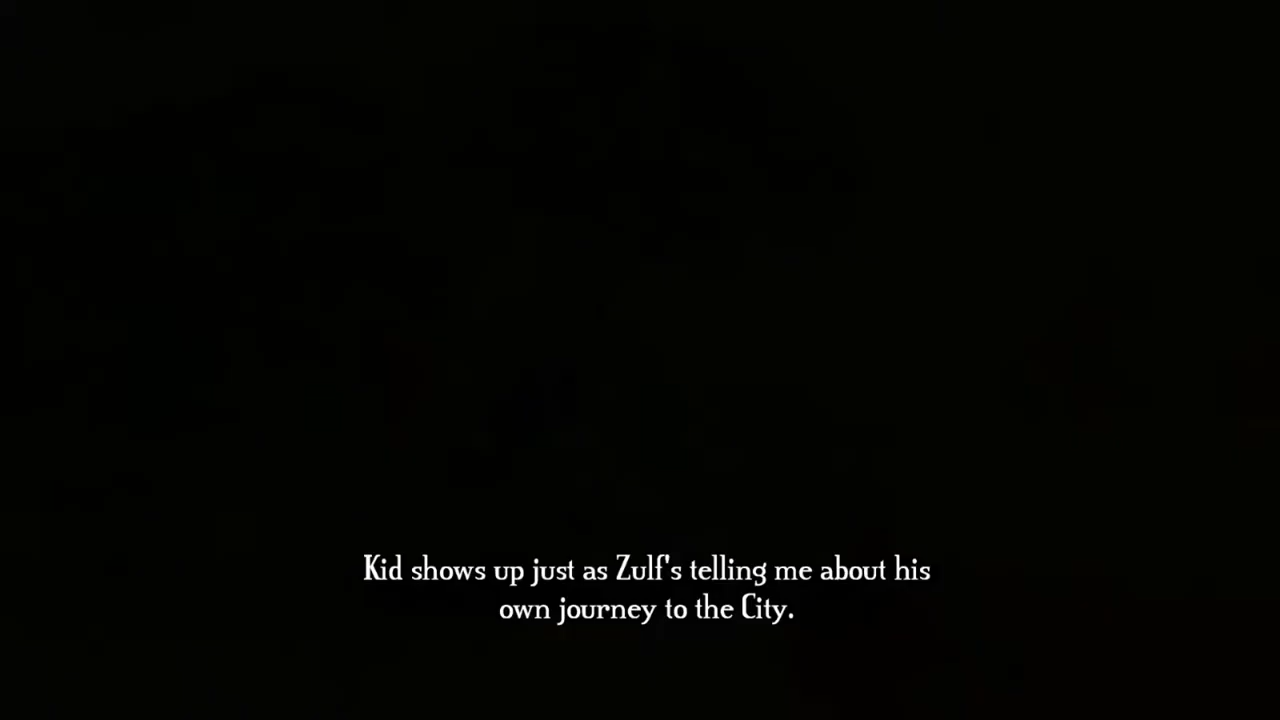 Kid shows up just as Zulf's telling me about his
own journey to the City.